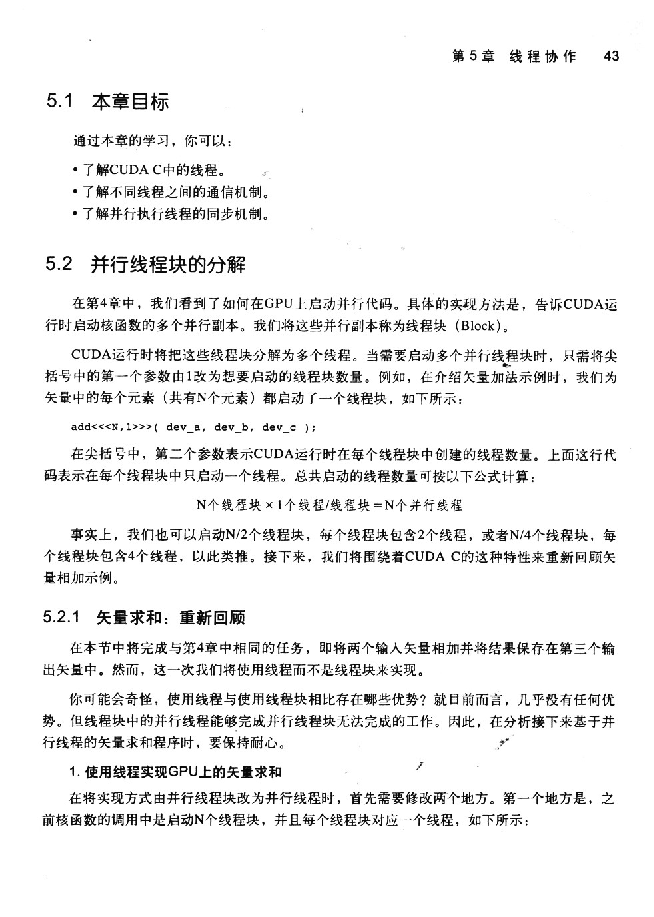 第5章 线程协作 43
5.1 本章目标
通过本章的学习，你可以：
• 了解CUDA C中的线程。
• 了解不同线程之间的通信机制。
• 了解并行执行线程的同步机制。
5.2 并行线程块的分解
在第4章中，我们看到了如何在GPU上启动并行代码。具体的实现方法是，告诉CUDA运
行时启动核函数的多个并行副本。我们将这些并行副本称为线程块（Block）。
CUDA运行时将把这些线程块分解为多个线程。当需要启动多个并行线程块时，只需将尖
括号中的第一个参数由1改为想要启动的线程块数量。例如，在介绍矢量加法示例时，我们为
矢量中的每个元素（共有N个元素）都启动了一个线程块，如下所示：
add<<<N,1>>>( dev_a, dev_b, dev_c );
在尖括号中，第二个参数表示CUDA运行时在每个线程块中创建的线程数量。上面这行代
码表示在每个线程块中只启动一个线程。总共启动的线程数量可按以下公式计算：
N个线程块×1个线程/线程块=N个并行线程
事实上，我们也可以启动N/2个线程块，每个线程块包含2个线程，或者N/4个线程块，每
个线程块包含4个线程，以此类推。接下来，我们将围绕着CUDA C的这种特性来重新回顾矢
量相加示例。
5.2.1 矢量求和：重新回顾
在本节中将完成与第4章中相同的任务，即将两个输入矢量相加并将结果保存在第三个输
出矢量中。然而，这一次我们将使用线程而不是线程块来实现。
你可能会奇怪，使用线程与使用线程块相比存在哪些优势？就目前而言，几乎没有任何优
势。但线程块中的并行线程能够完成并行线程块无法完成的工作。因此，在分析接下来基于并
行线程的矢量求和程序时，要保持耐心。
1. 使用线程实现GPU上的矢量求和
在将实现方式由并行线程块改为并行线程时，首先需要修改两个地方。第一个地方是，之
前核函数的调用中是启动N个线程块，并且每个线程块对应一个线程，如下所示：